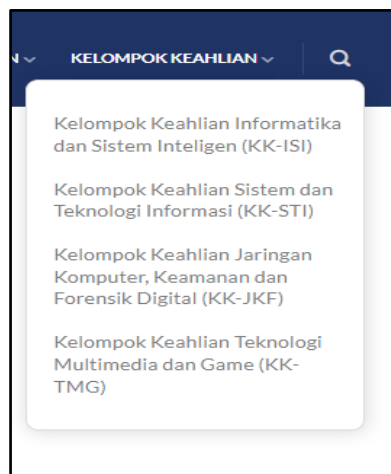 N KELOMPOK KEAHLIAN
Kelompok Keahlian Informatika
dan Sistem Inteligen (KK-ISI)
Kelompok Keahlian Sistem dan
Teknologi Informasi (KK-STI)
Kelompok Keahlian Jaringan
Komputer, Keamanan dan
Forensik Digital (KK-JKF)
Kelompok Keahlian Teknologi
Multimedia dan Game (KK-
TMG)